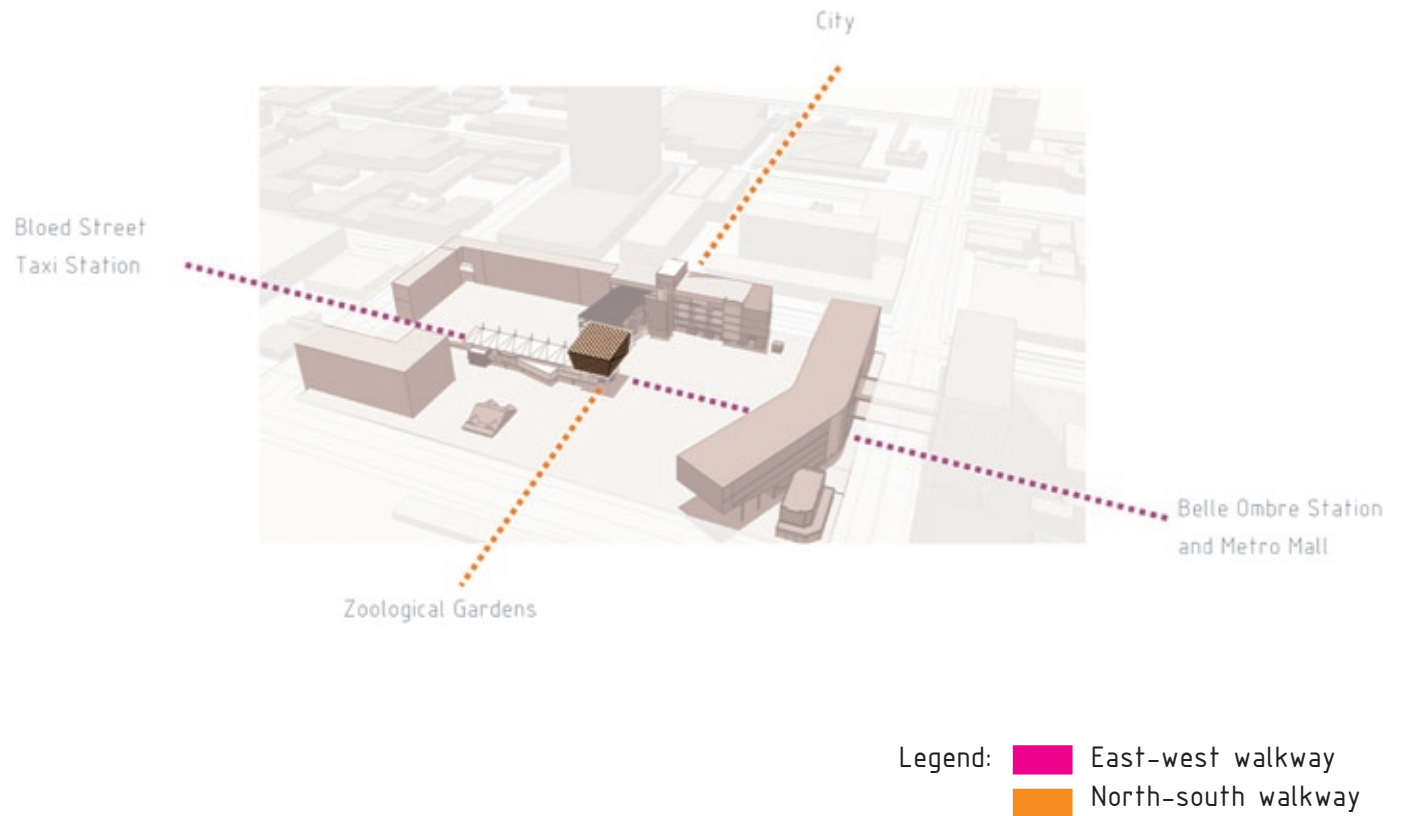 City
Bloed Street
Taxi Station
Belle Ombre Station
and Metro Mall
Zoological Gardens
Legend:
East-west walkway
North-south walkway